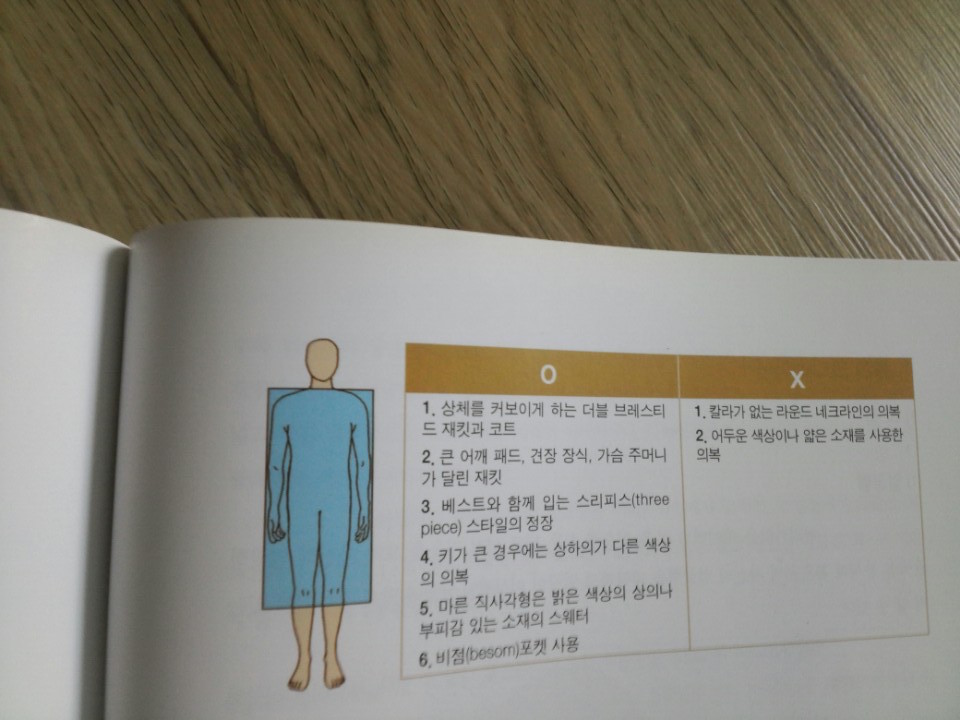 O
1. 상체를 커보이게 하는 더블 브레스티
드 재킷과 코트
2. 큰 어깨 패드, 견장 장식, 가슴 주머니
가 달린 재킷
3. 베스트와 함께 입는 스리피스(three
piece) 스타일의 정장
4. 키가 큰 경우에는 상하의가 다른 색상
의 의복
5. 마른 직사각형은 밝은 색상의 상의나
부피감 있는 소재의 스웨터
6. 비점(besom)포켓 사용
X
1. 칼라가 없는 라운드 네크라인의 의복
2. 어두운 색상이나 얇은 소재를 사용한
의복